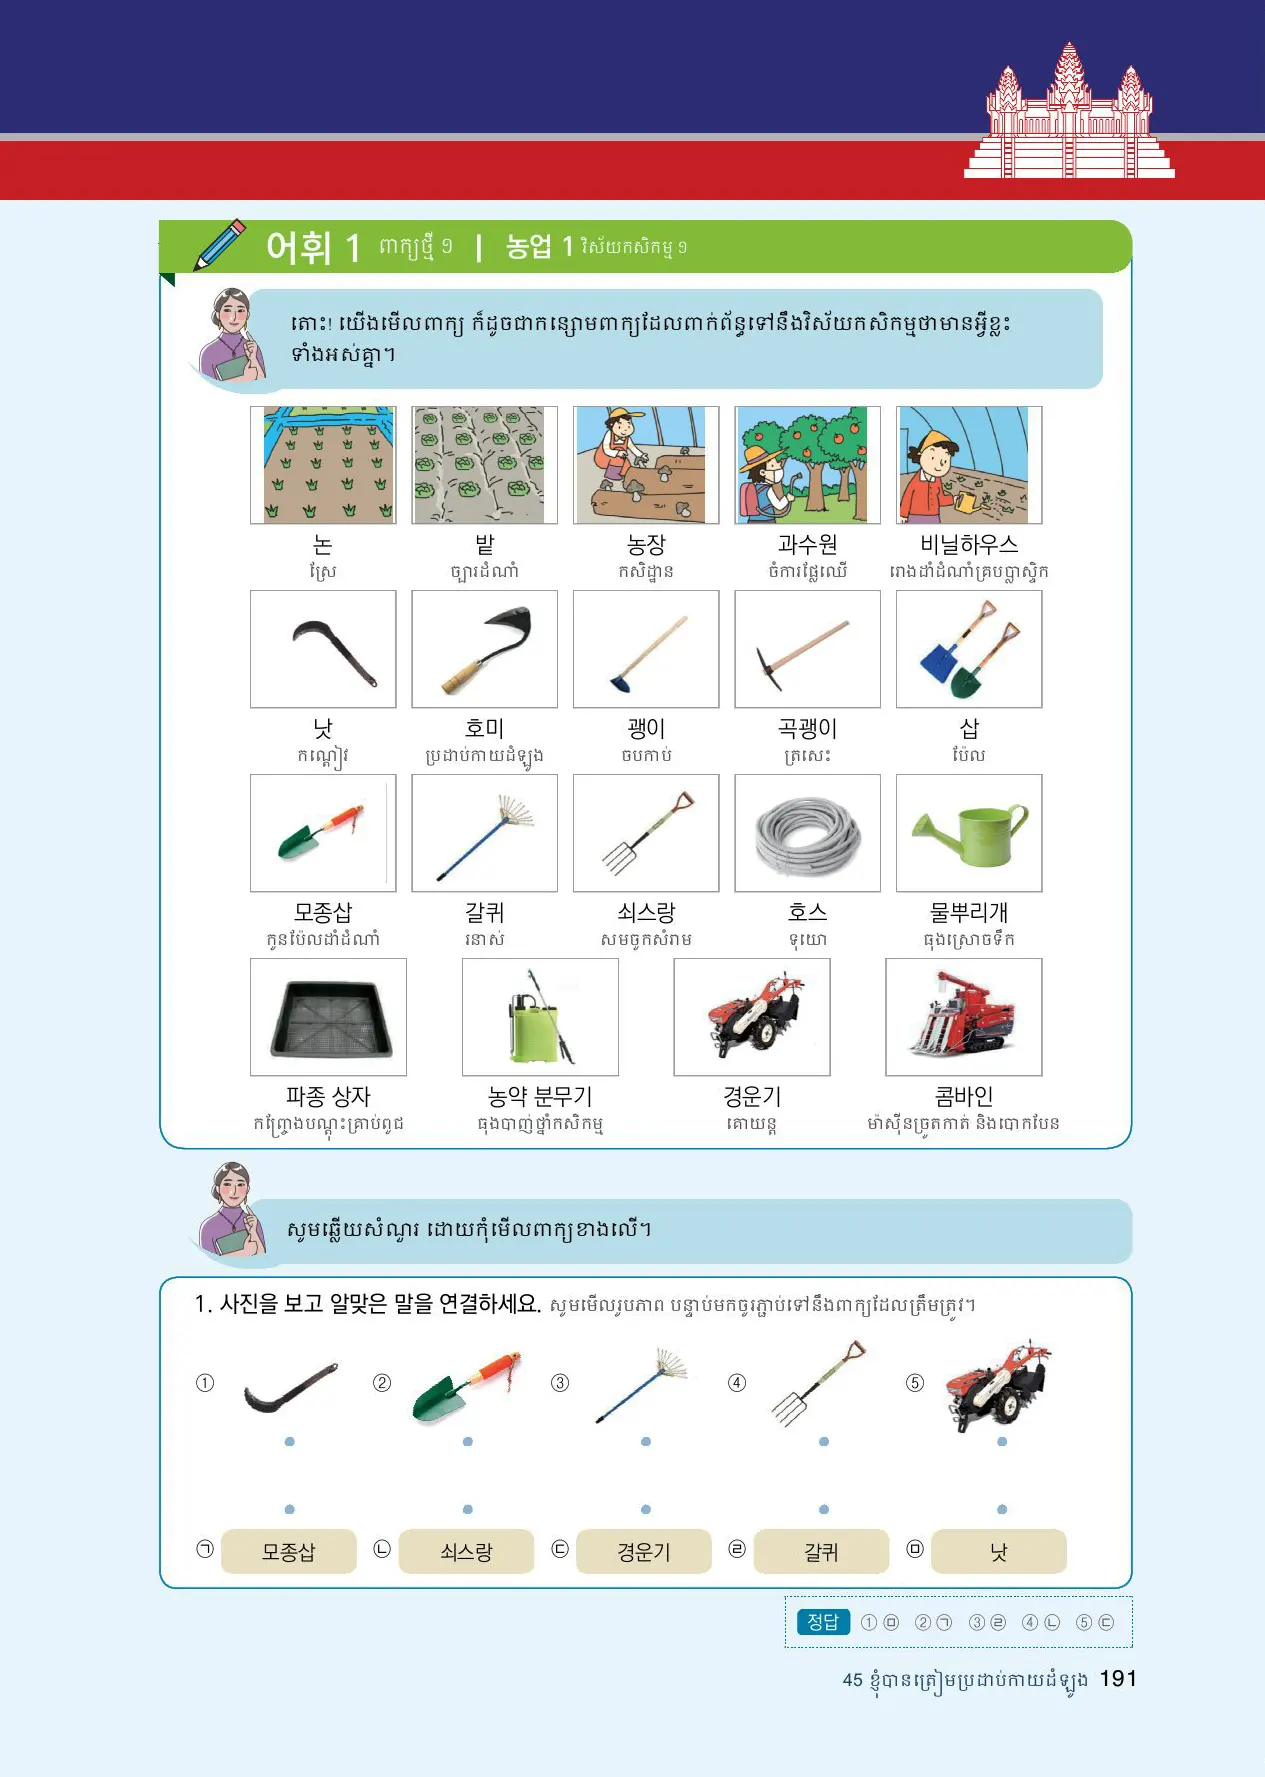 어휘 1 ពាក្យថ្មី ១ | 농업 1 វិស័យកសិកម្ម ១
តោះ! យើងមើលពាក្យ ក៏ដូចជាកន្សោមពាក្យដែលពាក់ព័ន្ធទៅនឹងវិស័យកសិកម្មថាមានអ្វីខ្លះ
ទាំងអស់គ្នា។
논 밭 농장 과수원 비닐하우스
ស្រែ ច្បារដំណាំ កសិដ្ឋាន ចំការផ្លែឈើ រោងដាំដំណាំគ្របប្លាស្ទិក
낫 호미 괭이 곡괭이 삽
កណ្ដៀវ ប្រដាប់កាយដំឡូង ចបកាប់ ត្រសេះ ប៉ែល
모종삽 갈퀴 쇠스랑 호스 물뿌리개
កូនប៉ែលដាំដំណាំ រនាស់ សមចូកសំរាម ទុយោ ធុងស្រោចទឹក
파종 상자 농약 분무기 경운기 콤바인
កញ្ច្រែងបណ្ដុះគ្រាប់ពូជ ធុងបាញ់ថ្នាំកសិកម្ម គោយន្ត ម៉ាស៊ីនច្រូតកាត់ និងបោកបែន
សូមឆ្លើយសំណួរ ដោយកុំមើលពាក្យខាងលើ។
1. 사진을 보고 알맞은 말을 연결하세요. សូមមើលរូបភាព បន្ទាប់មកចូរភ្ជាប់ទៅនឹងពាក្យដែលត្រឹមត្រូវ។
① ② ③ ④ ⑤
㉠ 모종삽 ㉡ 쇠스랑 ㉢ 경운기 ㉣ 갈퀴 ㉤ 낫
정답 ① ㉤ ② ㉠ ③ ㉣ ④ ㉡ ⑤ ㉢
45 ខ្ញុំបានត្រៀមប្រដាប់កាយដំឡូង 191